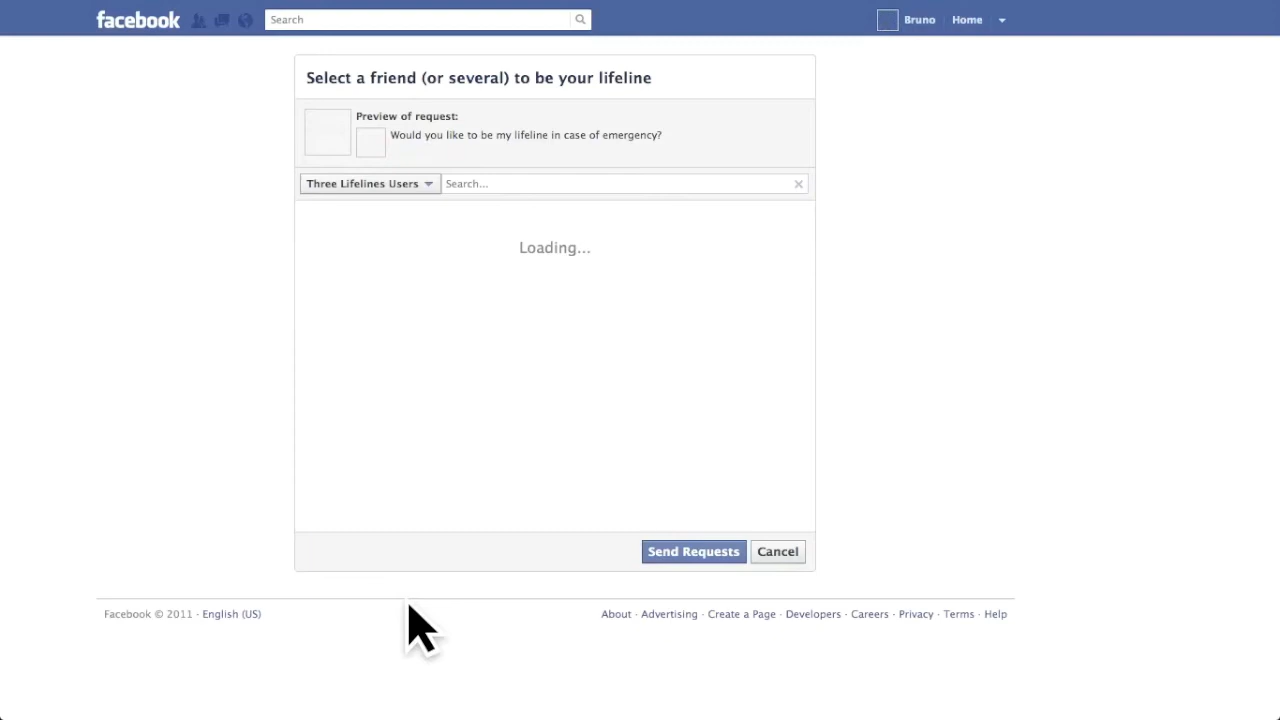 facebook Search Bruno Home
Select a friend (or several) to be your lifeline
Preview of request:
Would you like to be my lifeline in case of emergency?
Three Lifelines Users Search...
Loading...
Send Requests Cancel
Facebook © 2011 · English (US) About · Advertising · Create a Page · Developers · Careers · Privacy · Terms · Help